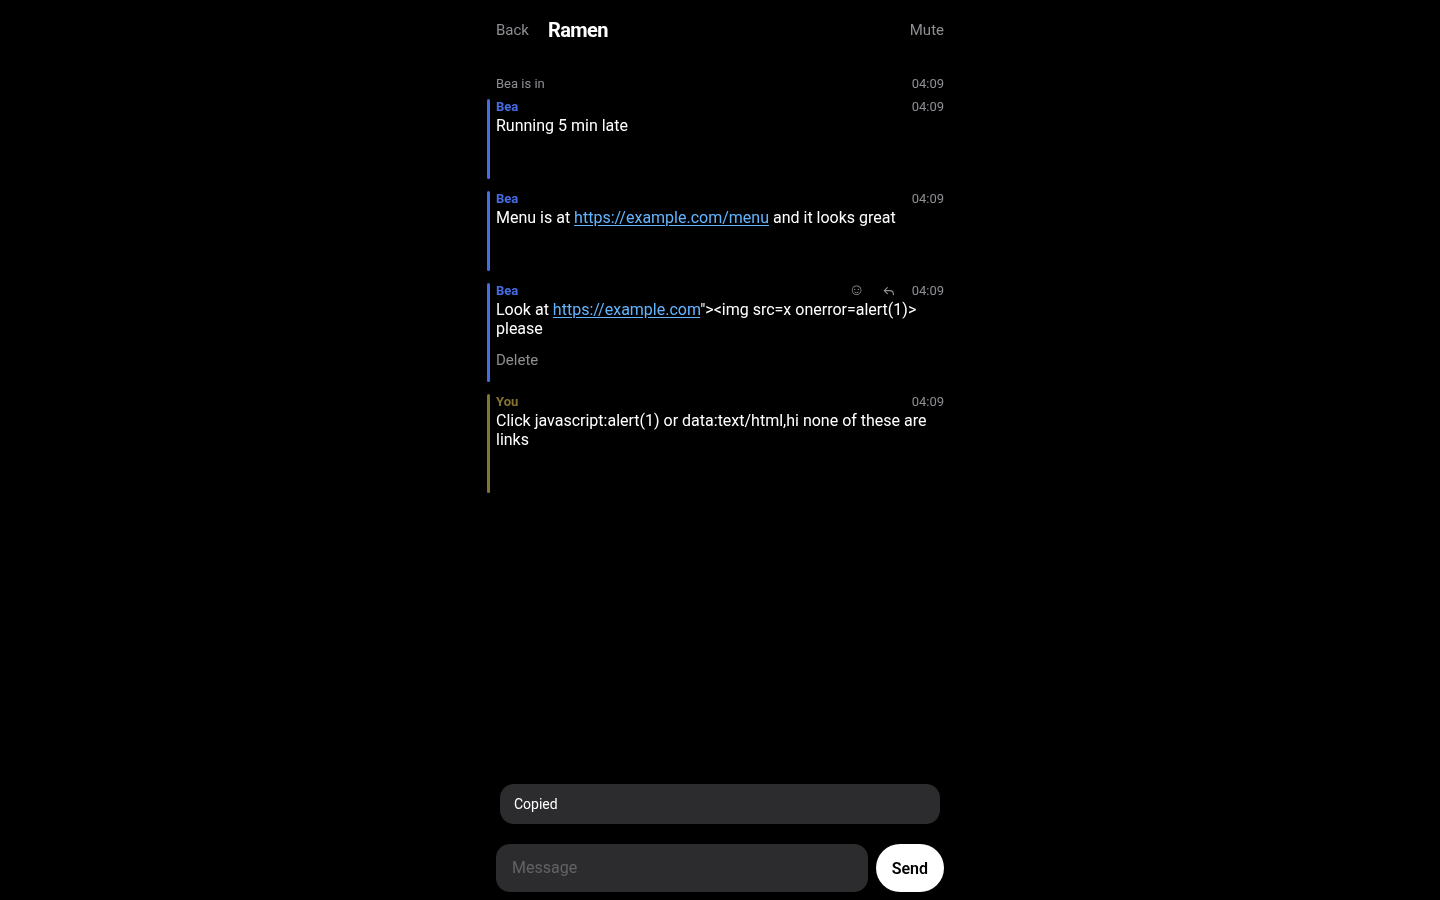 Back Ramen Mute
Bea is in 04:09
Bea 04:09
Running 5 min late
Bea 04:09
Menu is at https://example.com/menu and it looks great
Bea 04:09
Look at https://example.com"><img src=x onerror=alert(1)>
please
Delete
You 04:09
Click javascript:alert(1) or data:text/html,hi none of these are
links
Copied
Message Send